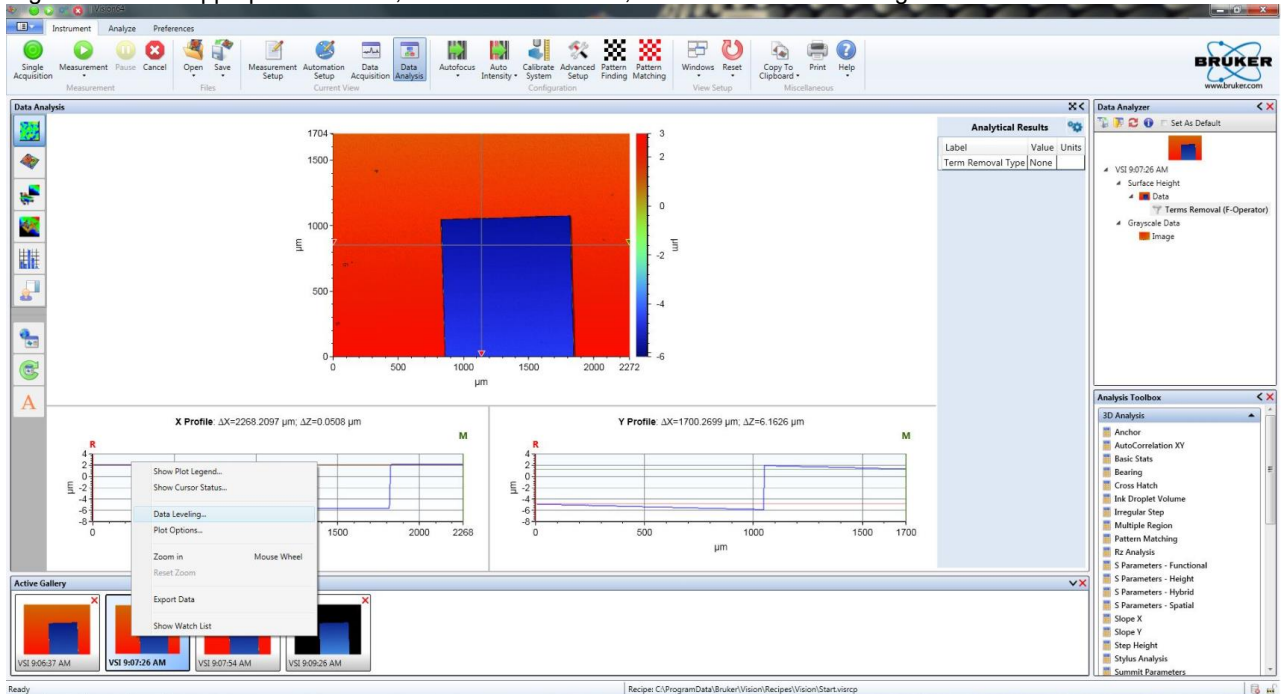 Vision64
Instrument Analyze Preferences
Single Acquisition Measurement Pause Cancel Open Save Measurement Setup Automation Setup Data Acquisition Data Analysis Autofocus Auto Intensity Calibrate System Advanced Setup Pattern Finding Pattern Matching Windows Reset Copy To Clipboard Print Help
Measurement Files Current View Configuration View Setup Miscellaneous
BRUKER
www.bruker.com
Data Analysis
1704
1500
1000
500
0
µm
0 500 1000 1500 2000 2272
µm
3
2
0
-2
-4
-6
µm
Analytical Results
Label Value Units
Term Removal Type None
Data Analyzer
Set As Default
VSI 9:07:26 AM
Surface Height
Data
Terms Removal (F-Operator)
Grayscale Data
Image
A
X Profile: ΔX=2268.2097 µm; ΔZ=0.0508 µm
R M
4
2
0
-2
-4
-6
-8
µm
0 1500 2000 2268
Show Plot Legend...
Show Cursor Status...
Data Leveling...
Plot Options...
Zoom in Mouse Wheel
Reset Zoom
Export Data
Show Watch List
Y Profile: ΔX=1700.2699 µm; ΔZ=6.1626 µm
R M
4
2
0
-2
-4
-6
-8
µm
0 500 1000 1500 1700
µm
Analysis Toolbox
3D Analysis
Anchor
AutoCorrelation XY
Basic Stats
Bearing
Cross Hatch
Ink Droplet Volume
Irregular Step
Multiple Region
Pattern Matching
Rz Analysis
S Parameters - Functional
S Parameters - Height
S Parameters - Hybrid
S Parameters - Spatial
Slope X
Slope Y
Step Height
Stylus Analysis
Summit Parameters
Active Gallery
VSI 9:06:37 AM VSI 9:07:26 AM VSI 9:07:54 AM VSI 9:09:26 AM
Ready Recipe: C:\ProgramData\Bruker\Vision\Recipes\Vision\Start.visrcp